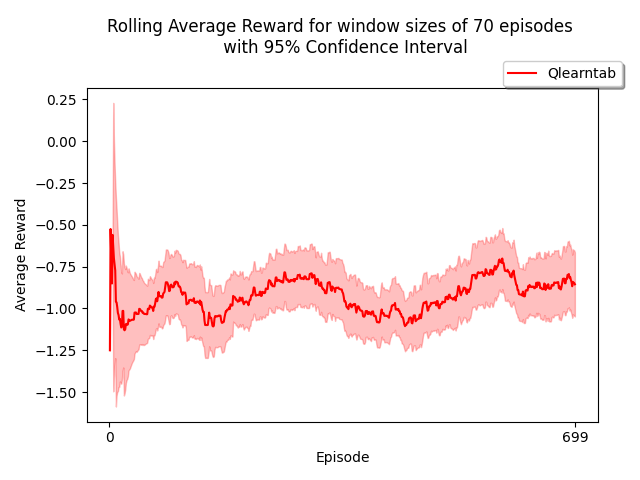 Rolling Average Reward for window sizes of 70 episodes
with 95% Confidence Interval
Qlearntab
0.25
0.00
−0.25
−0.50
−0.75
−1.00
−1.25
−1.50
Average Reward
0
699
Episode